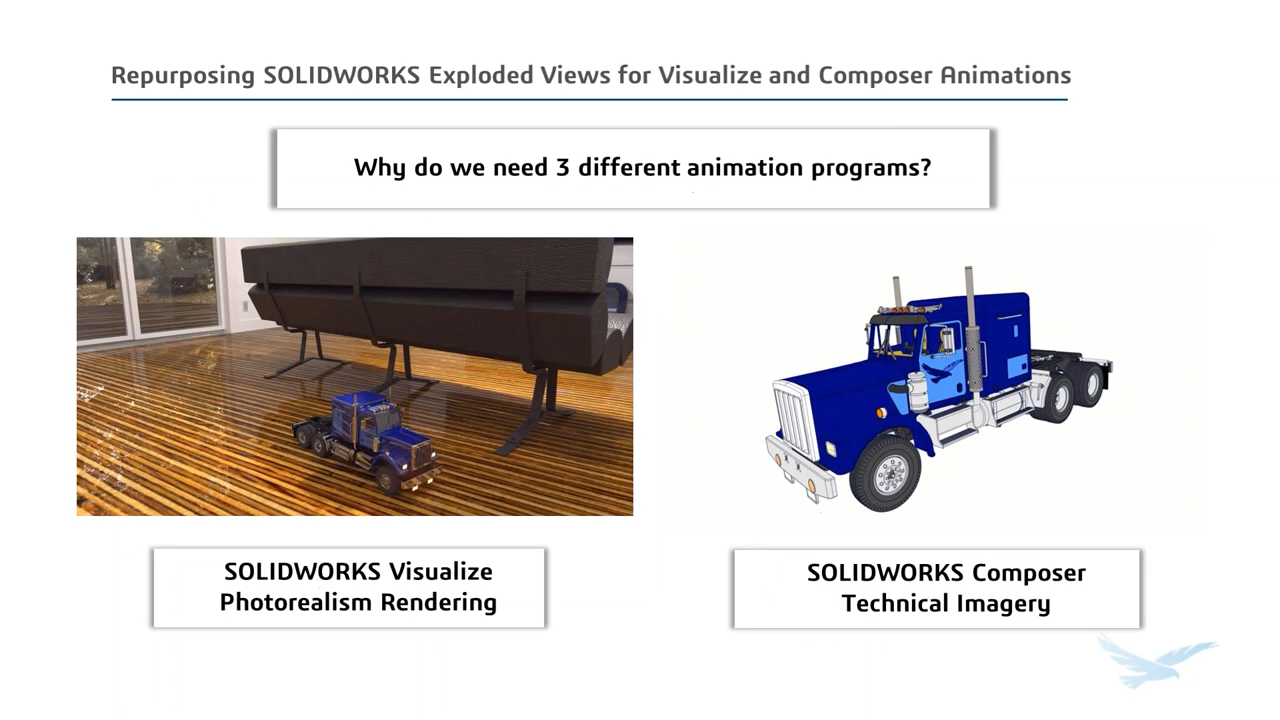 Repurposing SOLIDWORKS Exploded Views for Visualize and Composer Animations
Why do we need 3 different animation programs?
SOLIDWORKS Visualize
Photorealism Rendering
SOLIDWORKS Composer
Technical Imagery